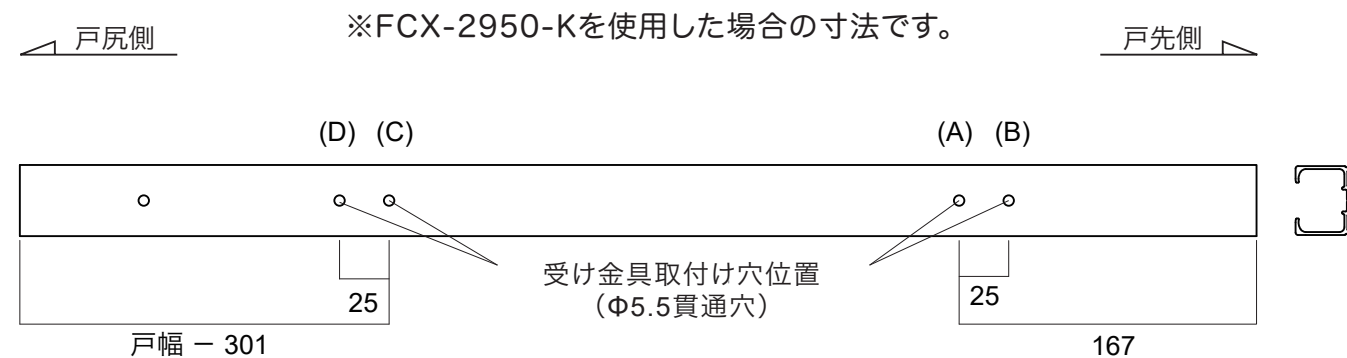 ※FCX-2950-Kを使用した場合の寸法です。
戸尻側
戸先側
(D) (C)
(A) (B)
受け金具取付け穴位置
（Φ5.5貫通穴）
25
25
戸幅 － 301
167